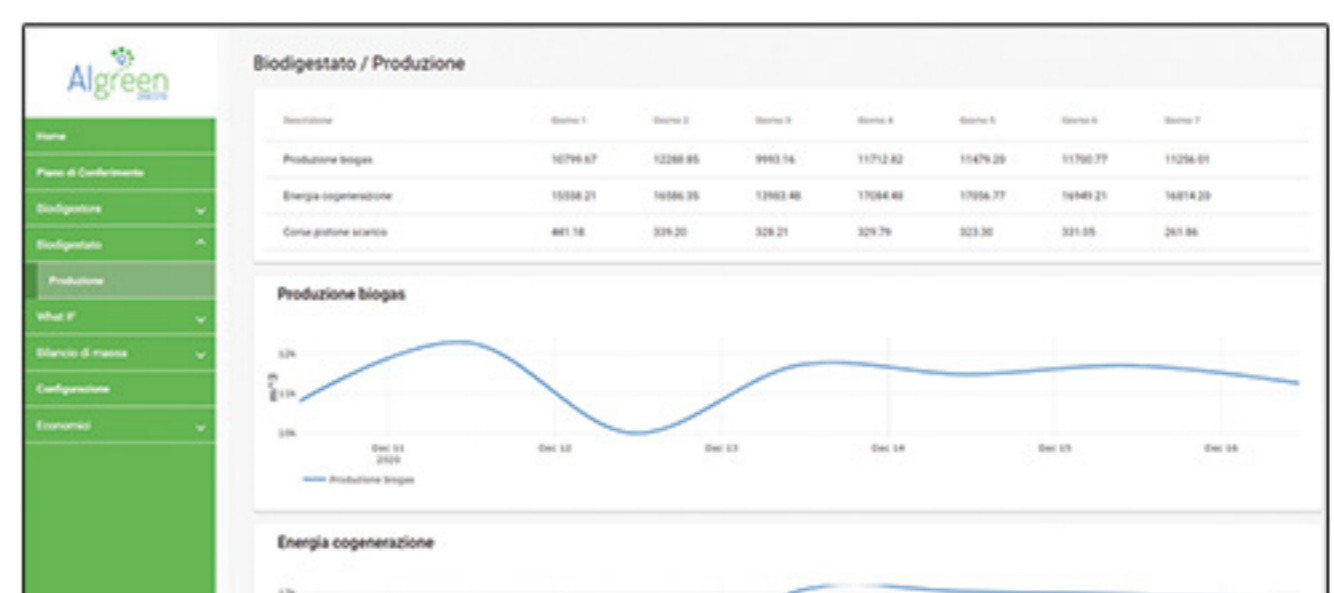 Algreen
Home
Piano di Conferimento
Biodigestore
Biodigestato
Produzione
What IF
Bilancio di massa
Configurazione
Economici
Biodigestato / Produzione
Descrizione Giorno 1 Giorno 2 Giorno 3 Giorno 4 Giorno 5 Giorno 6 Giorno 7
Produzione biogas 10799.67 12288.85 9993.16 11712.82 11479.20 11700.77 11256.01
Energia cogenerazione 15558.21 16586.35 13983.48 17084.48 17056.77 16949.21 16814.20
Corse pistone scarico 441.18 339.20 328.21 329.79 323.30 331.05 261.86
Produzione biogas
12k
m^3
11k
10k
Dec 11 Dec 12 Dec 13 Dec 14 Dec 15 Dec 16
2020
Produzione biogas
Energia cogenerazione
17k